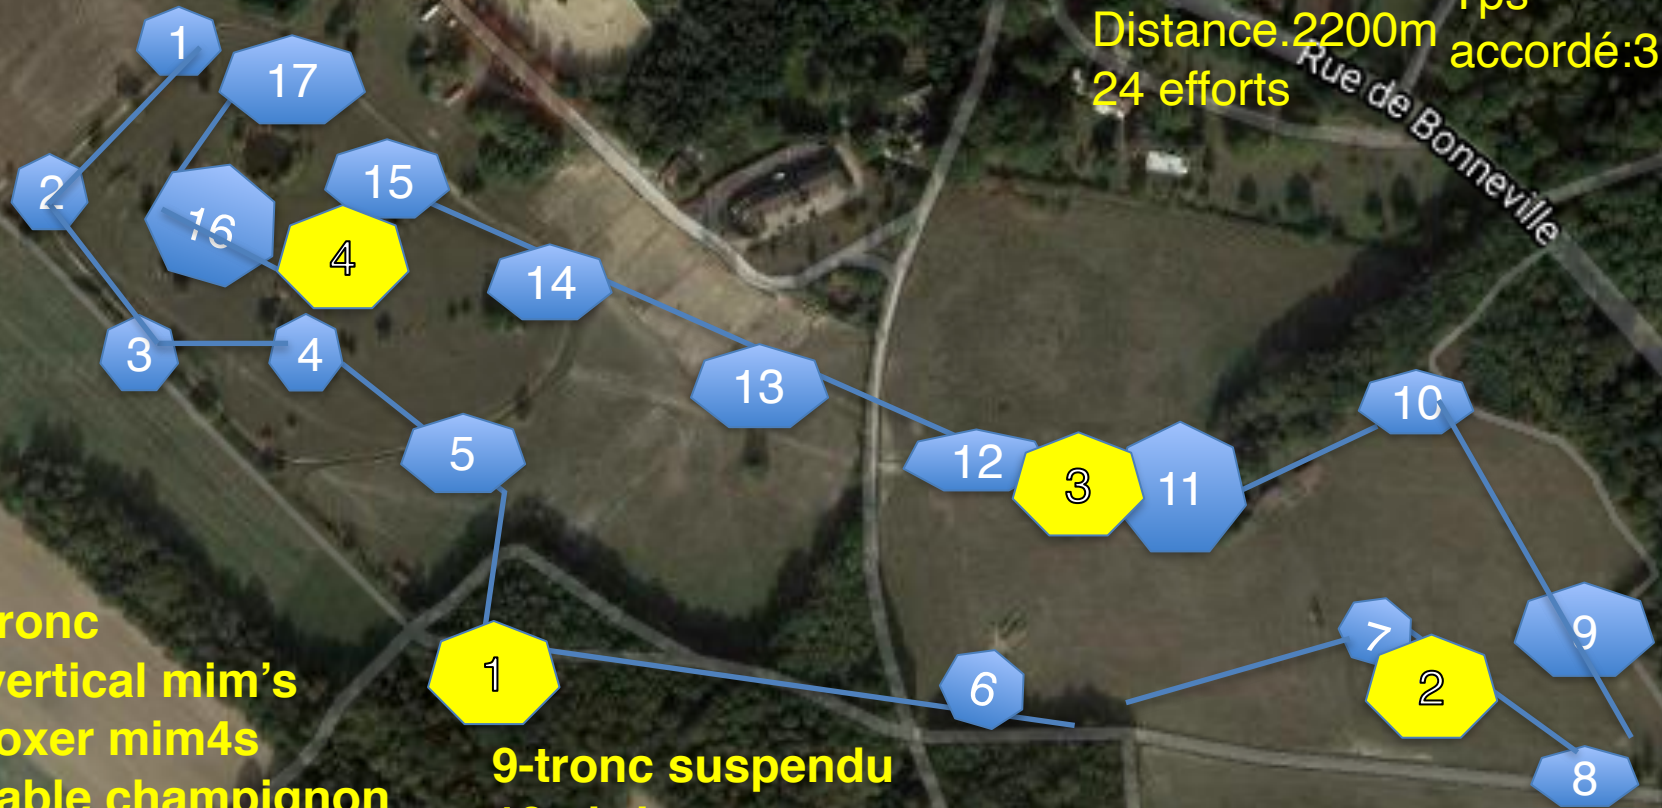 Distance.2200m
24 efforts
accordé:3
Rue de Bonneville
1
17
2
15
16
4
14
3
4
13
10
5
12
3
11
1
6
7
2
9
8
vertical mim's
oxer mim4s
champignon
9-tronc suspendu